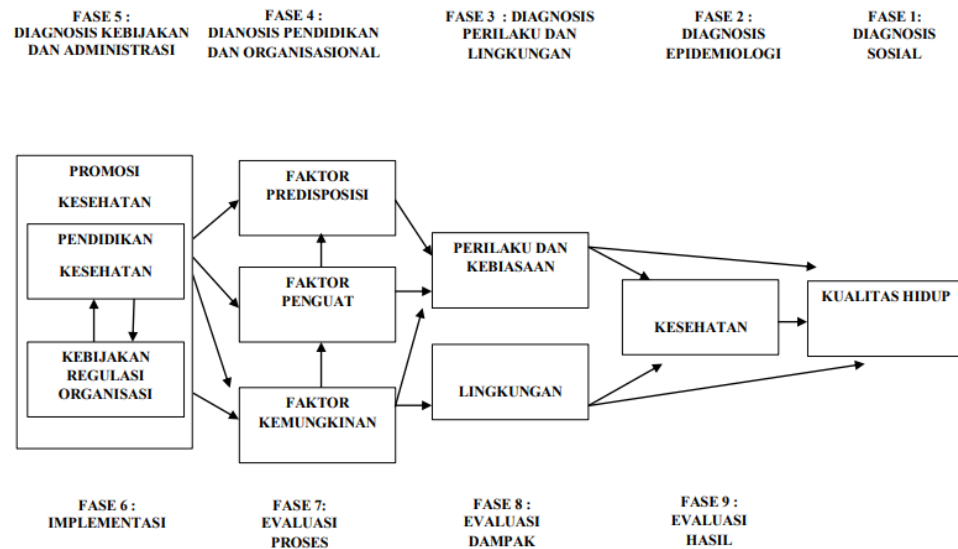 FASE 5 :
DIAGNOSIS KEBIJAKAN
DAN ADMINISTRASI
FASE 4 :
DIANOSIS PENDIDIKAN
DAN ORGANISASIONAL
FASE 3 : DIAGNOSIS
PERILAKU DAN
LINGKUNGAN
FASE 2 :
DIAGNOSIS
EPIDEMIOLOGI
FASE 1:
DIAGNOSIS
SOSIAL
PROMOSI
KESEHATAN
PENDIDIKAN
KESEHATAN
KEBIJAKAN
REGULASI
ORGANISASI
FAKTOR
PREDISPOSISI
FAKTOR
PENGUAT
FAKTOR
KEMUNGKINAN
PERILAKU DAN
KEBIASAAN
LINGKUNGAN
KESEHATAN
KUALITAS HIDUP
FASE 6 :
IMPLEMENTASI
FASE 7:
EVALUASI
PROSES
FASE 8 :
EVALUASI
DAMPAK
FASE 9 :
EVALUASI
HASIL